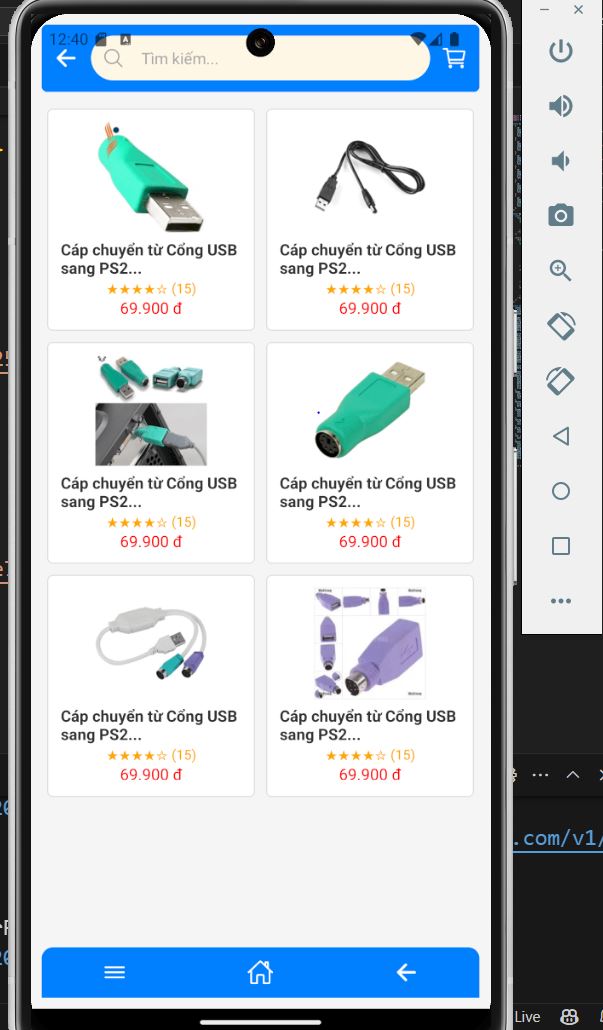 12:40
Tìm kiếm...
Cáp chuyển từ Cổng USB
sang PS2...
★★★★☆ (15)
69.900 đ
Cáp chuyển từ Cổng USB
sang PS2...
★★★★☆ (15)
69.900 đ
Cáp chuyển từ Cổng USB
sang PS2...
★★★★☆ (15)
69.900 đ
Cáp chuyển từ Cổng USB
sang PS2...
★★★★☆ (15)
69.900 đ
Cáp chuyển từ Cổng USB
sang PS2...
★★★★☆ (15)
69.900 đ
Cáp chuyển từ Cổng USB
sang PS2...
★★★★☆ (15)
69.900 đ
.com/v1/
Live